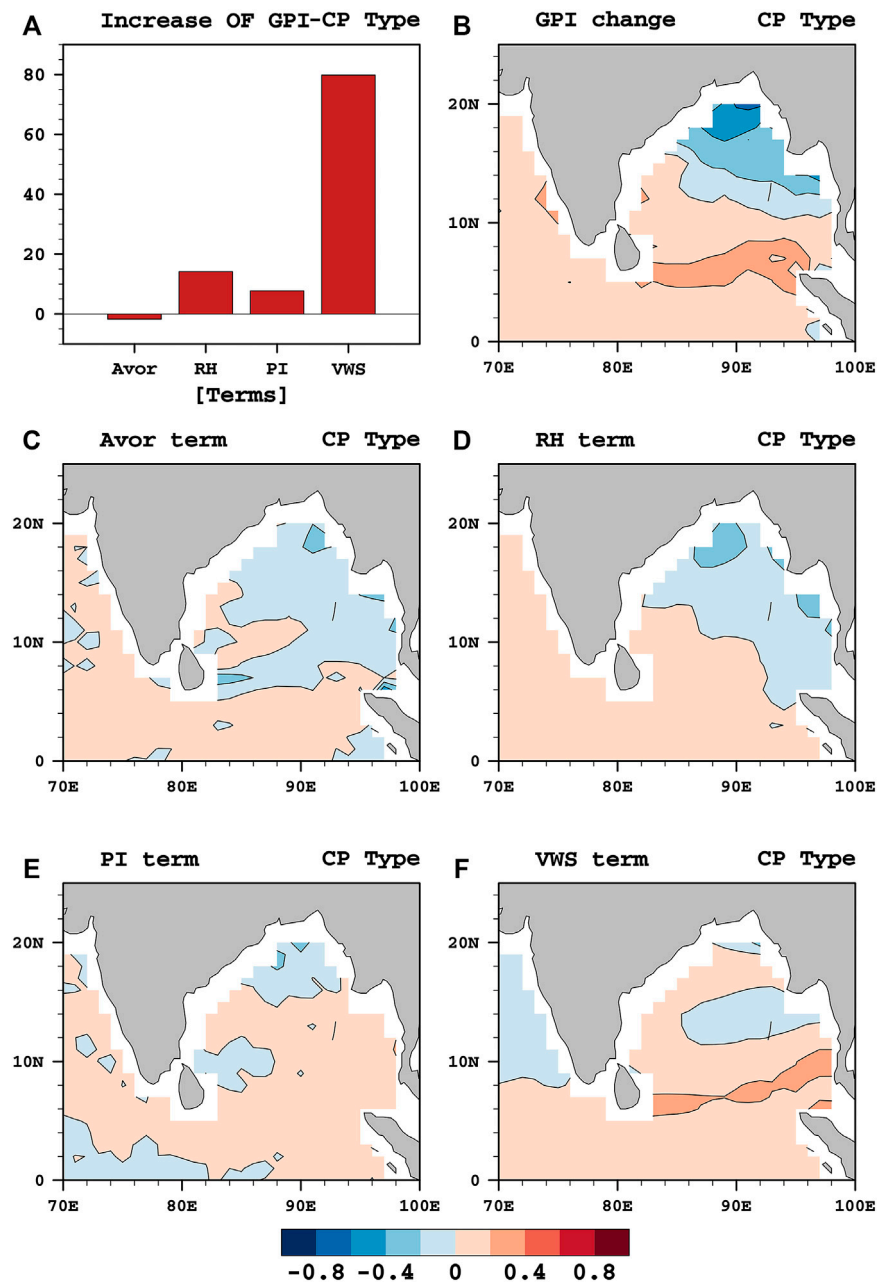 A Increase OF GPI-CP Type
80
60
40
20
0
Avor RH PI VWS
[Terms]
B GPI change CP Type
20N
10N
0
70E 80E 90E 100E
C Avor term CP Type
20N
10N
0
70E 80E 90E 100E
D RH term CP Type
20N
10N
0
70E 80E 90E 100E
E PI term CP Type
20N
10N
0
70E 80E 90E 100E
F VWS term CP Type
20N
10N
0
70E 80E 90E 100E
-0.8 -0.4 0 0.4 0.8